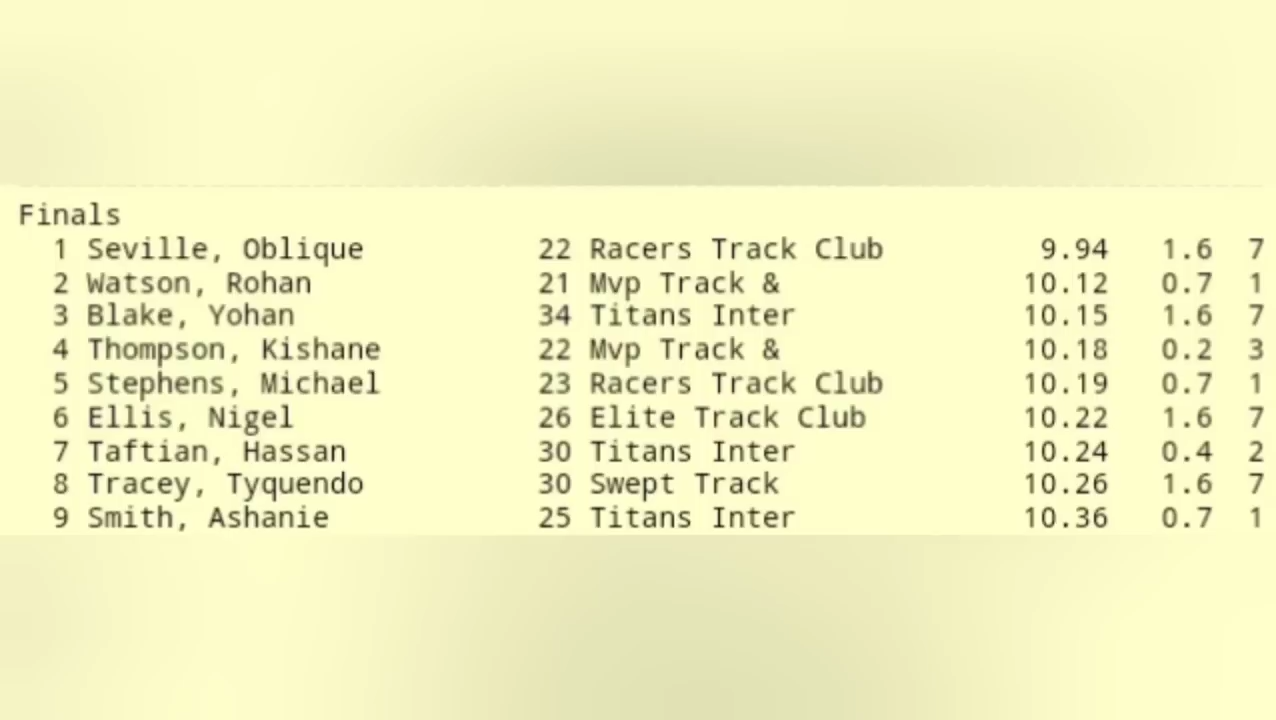 Finals
1 Seville, Oblique 22 Racers Track Club 9.94 1.6 7
2 Watson, Rohan 21 Mvp Track & 10.12 0.7 1
3 Blake, Yohan 34 Titans Inter 10.15 1.6 7
4 Thompson, Kishane 22 Mvp Track & 10.18 0.2 3
5 Stephens, Michael 23 Racers Track Club 10.19 0.7 1
6 Ellis, Nigel 26 Elite Track Club 10.22 1.6 7
7 Taftian, Hassan 30 Titans Inter 10.24 0.4 2
8 Tracey, Tyquendo 30 Swept Track 10.26 1.6 7
9 Smith, Ashanie 25 Titans Inter 10.36 0.7 1